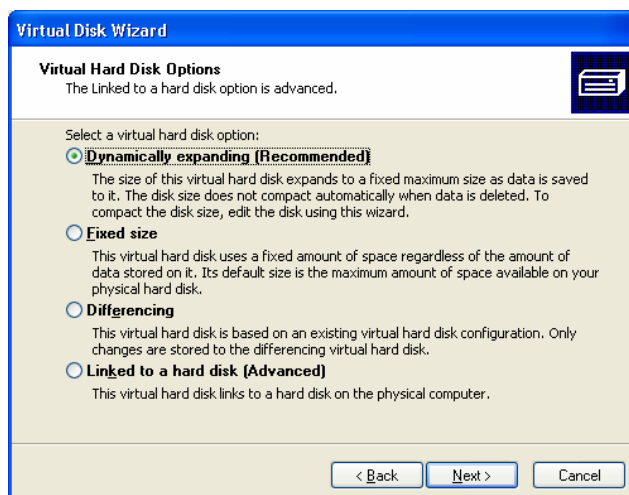 Virtual Disk Wizard
Virtual Hard Disk Options
The Linked to a hard disk option is advanced.
Select a virtual hard disk option:
Dynamically expanding (Recommended)
The size of this virtual hard disk expands to a fixed maximum size as data is saved
to it. The disk size does not compact automatically when data is deleted. To
compact the disk size, edit the disk using this wizard.
Fixed size
This virtual hard disk uses a fixed amount of space regardless of the amount of
data stored on it. Its default size is the maximum amount of space available on your
physical hard disk.
Differencing
This virtual hard disk is based on an existing virtual hard disk configuration. Only
changes are stored to the differencing virtual hard disk.
Linked to a hard disk (Advanced)
This virtual hard disk links to a hard disk on the physical computer.
< Back Next > Cancel